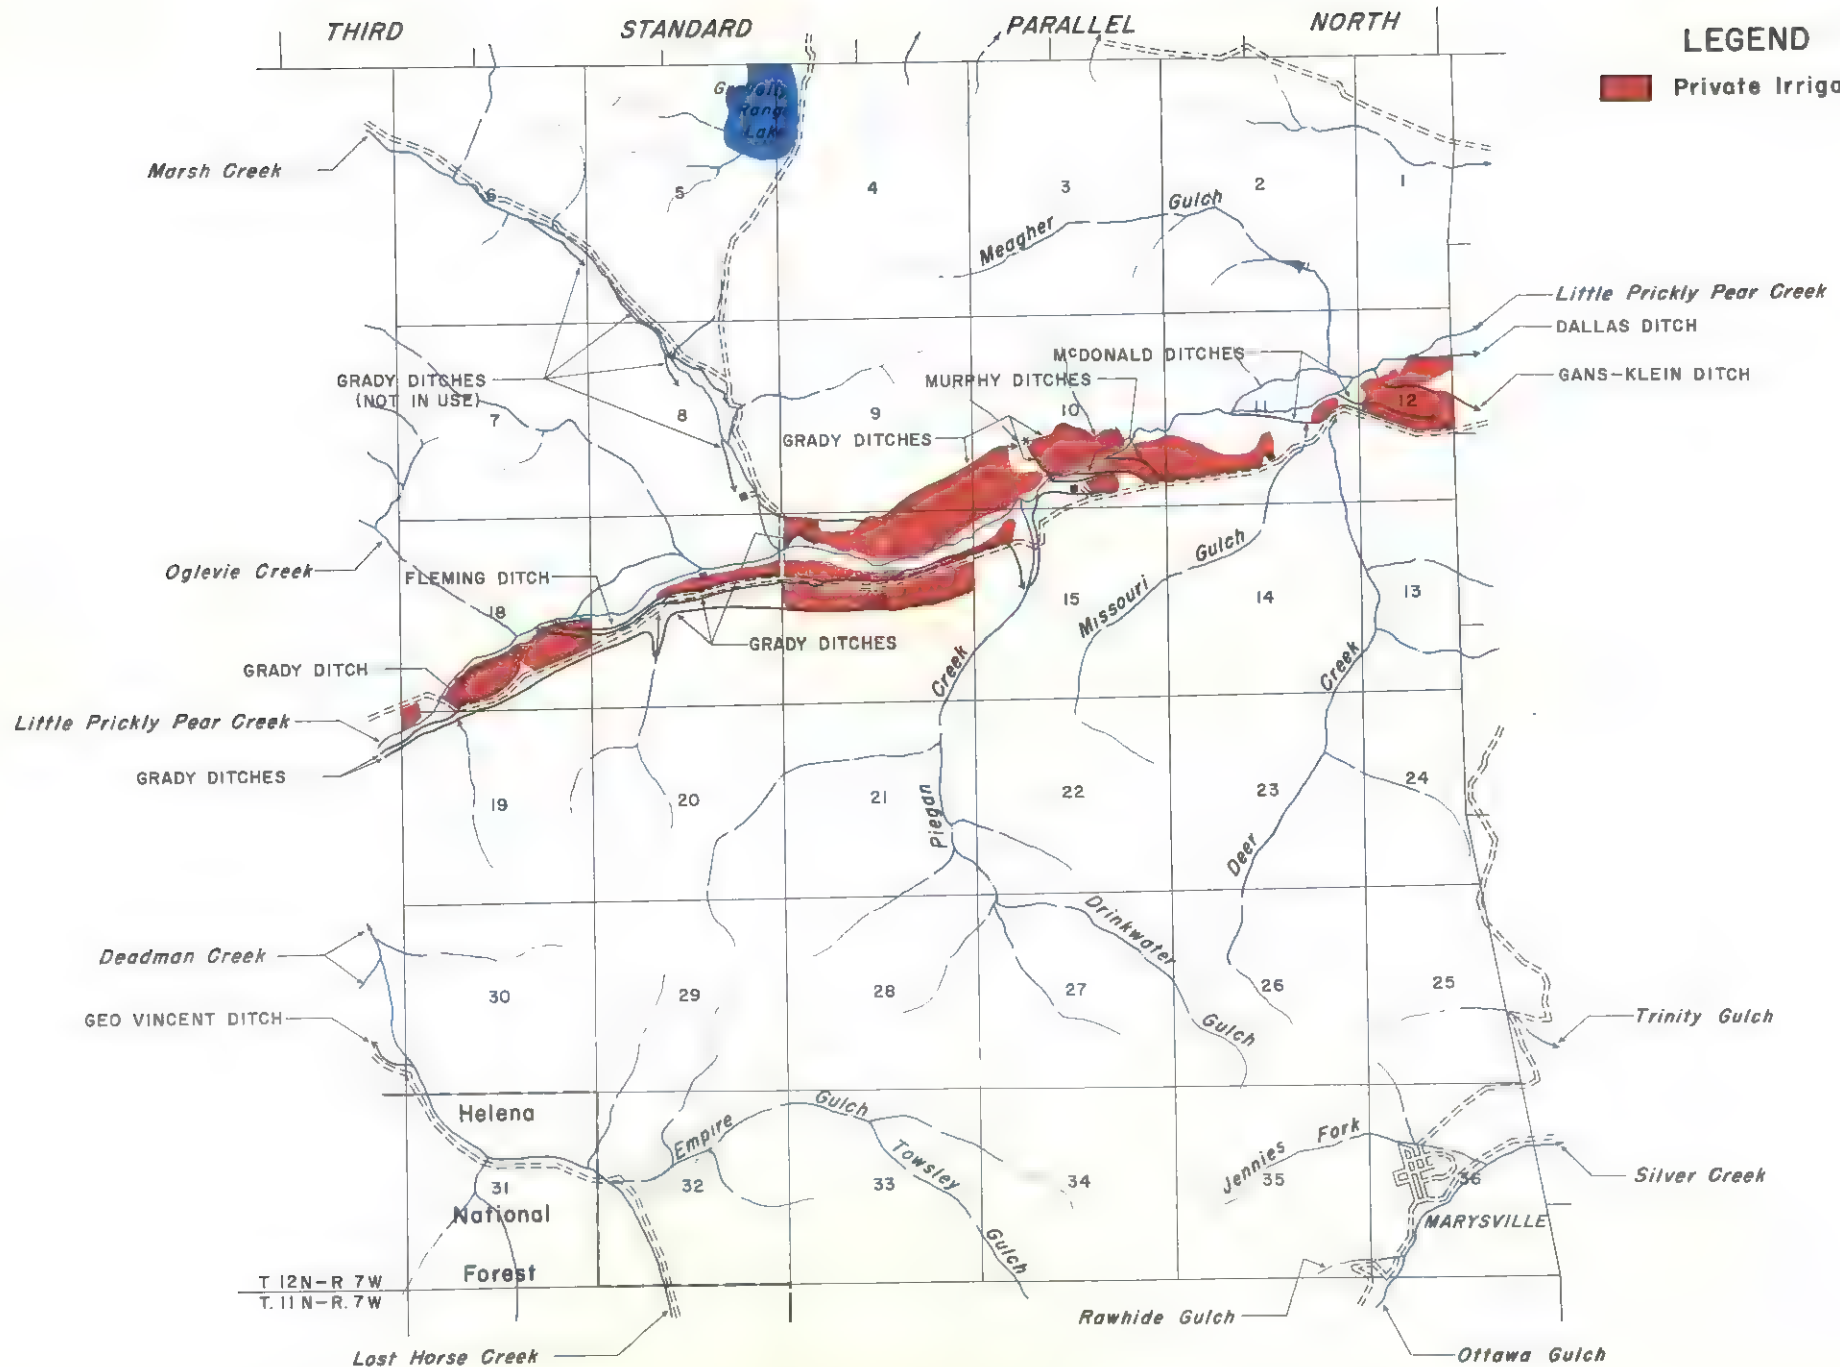 THIRD STANDARD PARALLEL NORTH
LEGEND
Private Irriga
Gravelly
Range
Lake
Marsh Creek
6
5
4
3
2
1
Meagher Gulch
Little Prickly Pear Creek
DALLAS DITCH
McDONALD DITCHES
GANS-KLEIN DITCH
MURPHY DITCHES
GRADY DITCHES
(NOT IN USE)
7
8
9
10
11
12
GRADY DITCHES
Oglevie Creek
FLEMING DITCH
18
15
14
13
Missouri Gulch
GRADY DITCHES
GRADY DITCH
Little Prickly Pear Creek
GRADY DITCHES
Piegan Creek
Deer Creek
19
20
21
22
23
24
Drinkwater Gulch
Deadman Creek
GEO VINCENT DITCH
30
29
28
27
26
25
Trinity Gulch
Helena
National
Forest
Empire Gulch
Towsley Gulch
Jennies Fork
31
32
33
34
35
36
Silver Creek
MARYSVILLE
T 12N-R 7W
T. 11N-R. 7W
Rawhide Gulch
Lost Horse Creek
Ottawa Gulch